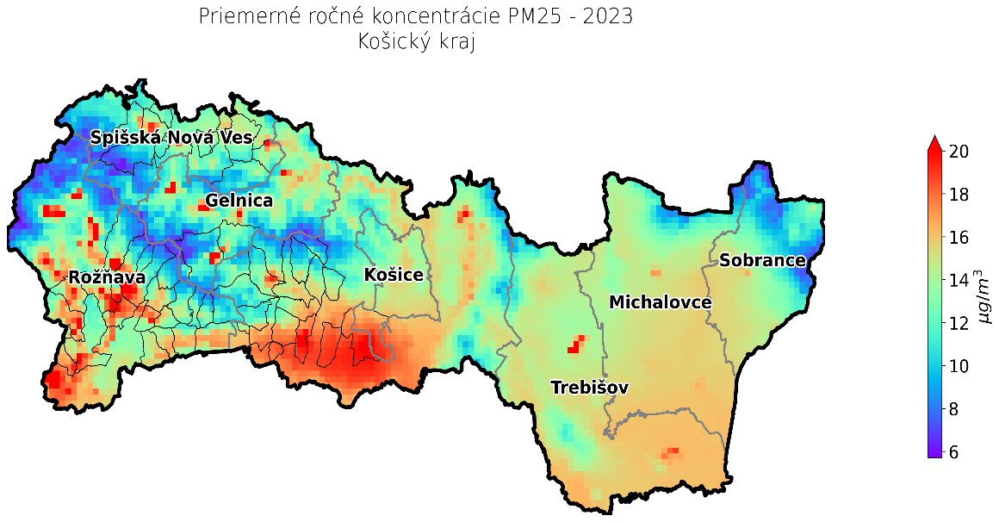 Priemerné ročné koncentrácie PM25 - 2023
Košický kraj
Spišská Nová Ves
Gelnica
Rožňava
Košice
Sobrance
Michalovce
Trebišov
20
18
16
14
12
10
8
6
μg/m³